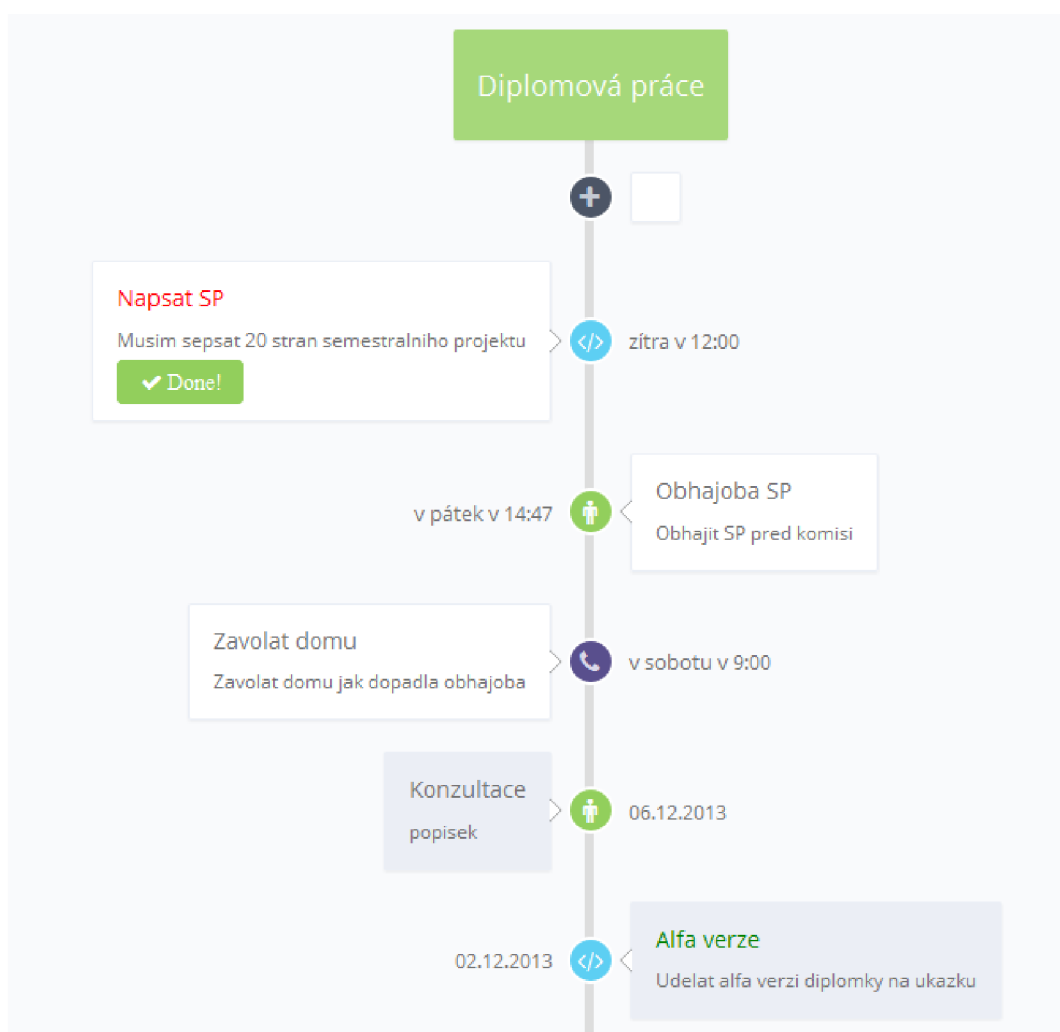 Diplomová práce
Napsat SP
Musim sepsat 20 stran semestralniho projektu
Done!
zítra v 12:00
v pátek v 14:47
Obhajoba SP
Obhajit SP pred komisi
Zavolat domu
Zavolat domu jak dopadla obhajoba
v sobotu v 9:00
Konzultace
popisek
06.12.2013
02.12.2013
Alfa verze
Udelat alfa verzi diplomky na ukazku